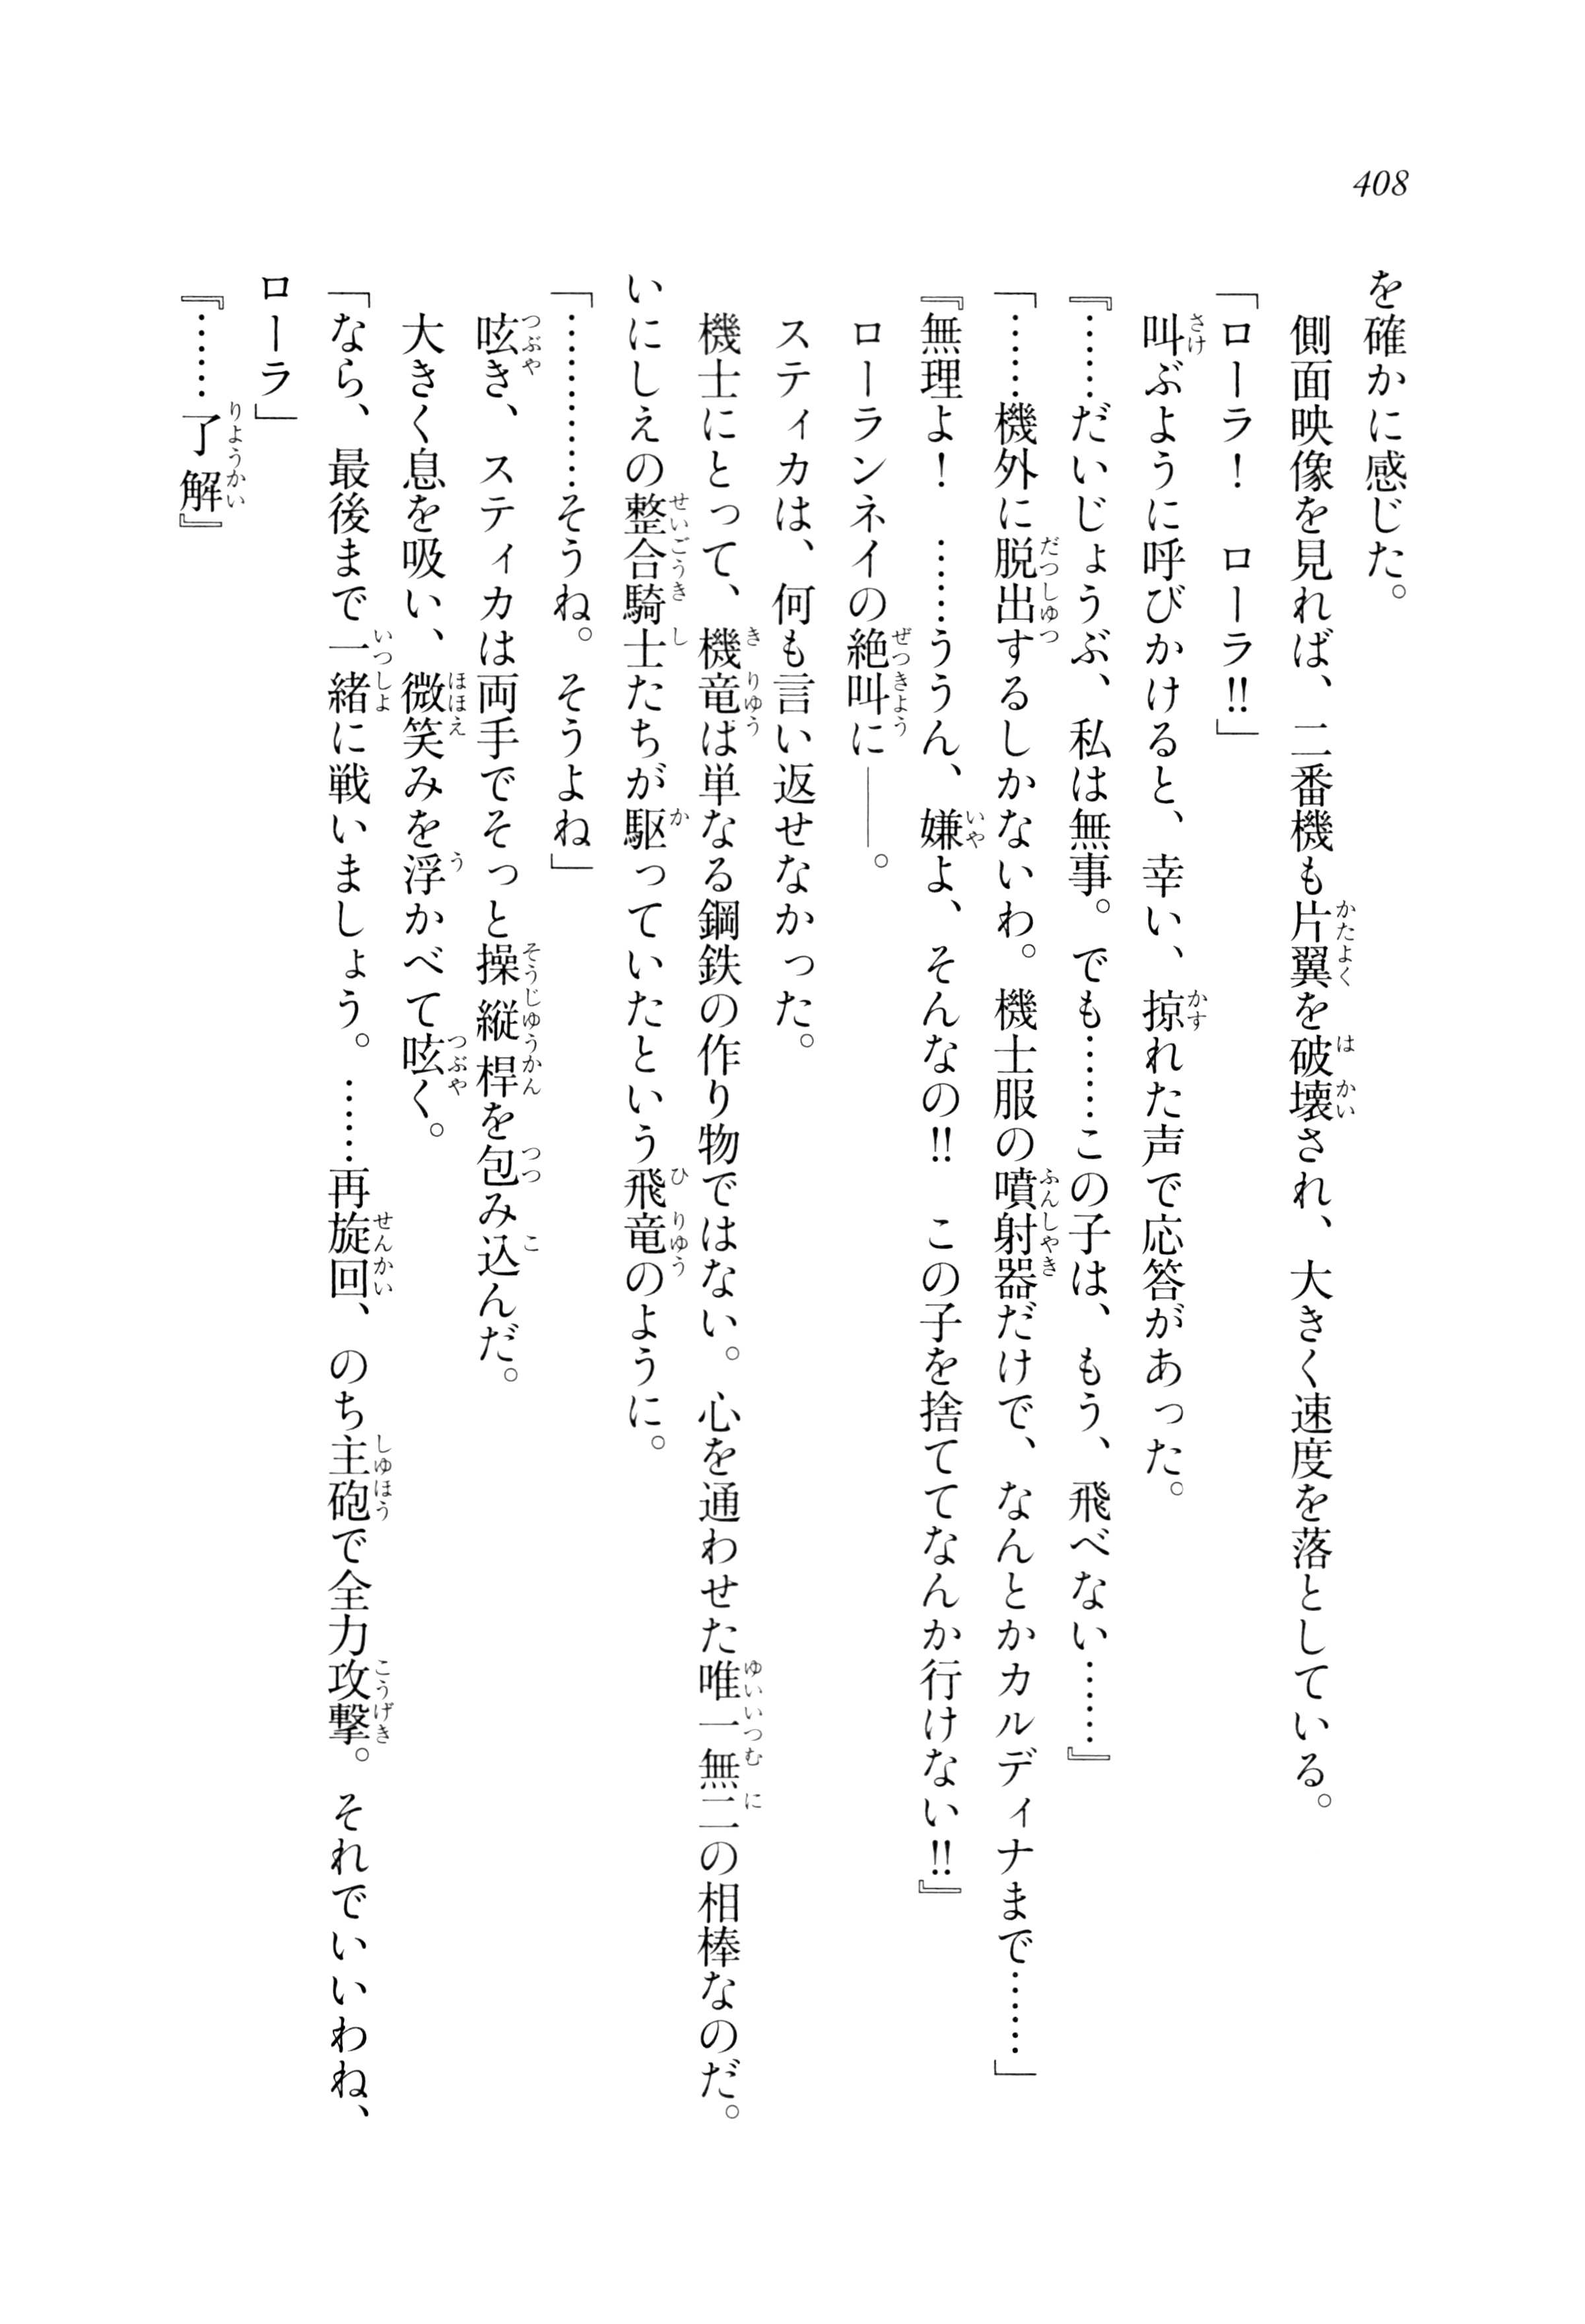 408
を確かに感じた。
　側面映像を見れば、二番機も片翼を破壊され、大きく速度を落としている。
「ローラ！　ローラ!!」
　叫ぶように呼びかけると、幸い、掠れた声で応答があった。
『……だいじょうぶ、私は無事。でも……この子は、もう、飛べない……』
「……機外に脱出するしかないわ。機士服の噴射器だけで、なんとかカルディナまで……」
『無理よ！　……ううん、嫌よ、そんなの!!　この子を捨ててなんか行けない!!』
　ローランネイの絶叫に――。
　スティカは、何も言い返せなかった。
　機士にとって、機竜は単なる鋼鉄の作り物ではない。心を通わせた唯一無二の相棒なのだ。
いにしえの整合騎士たちが駆っていたという飛竜のように。
「…………そうね。そうよね」
　呟き、スティカは両手でそっと操縦桿を包み込んだ。
　大きく息を吸い、微笑みを浮かべて呟く。
「なら、最後まで一緒に戦いましょう。……再旋回、のち主砲で全力攻撃。それでいいわね、
ローラ」
『……了解』